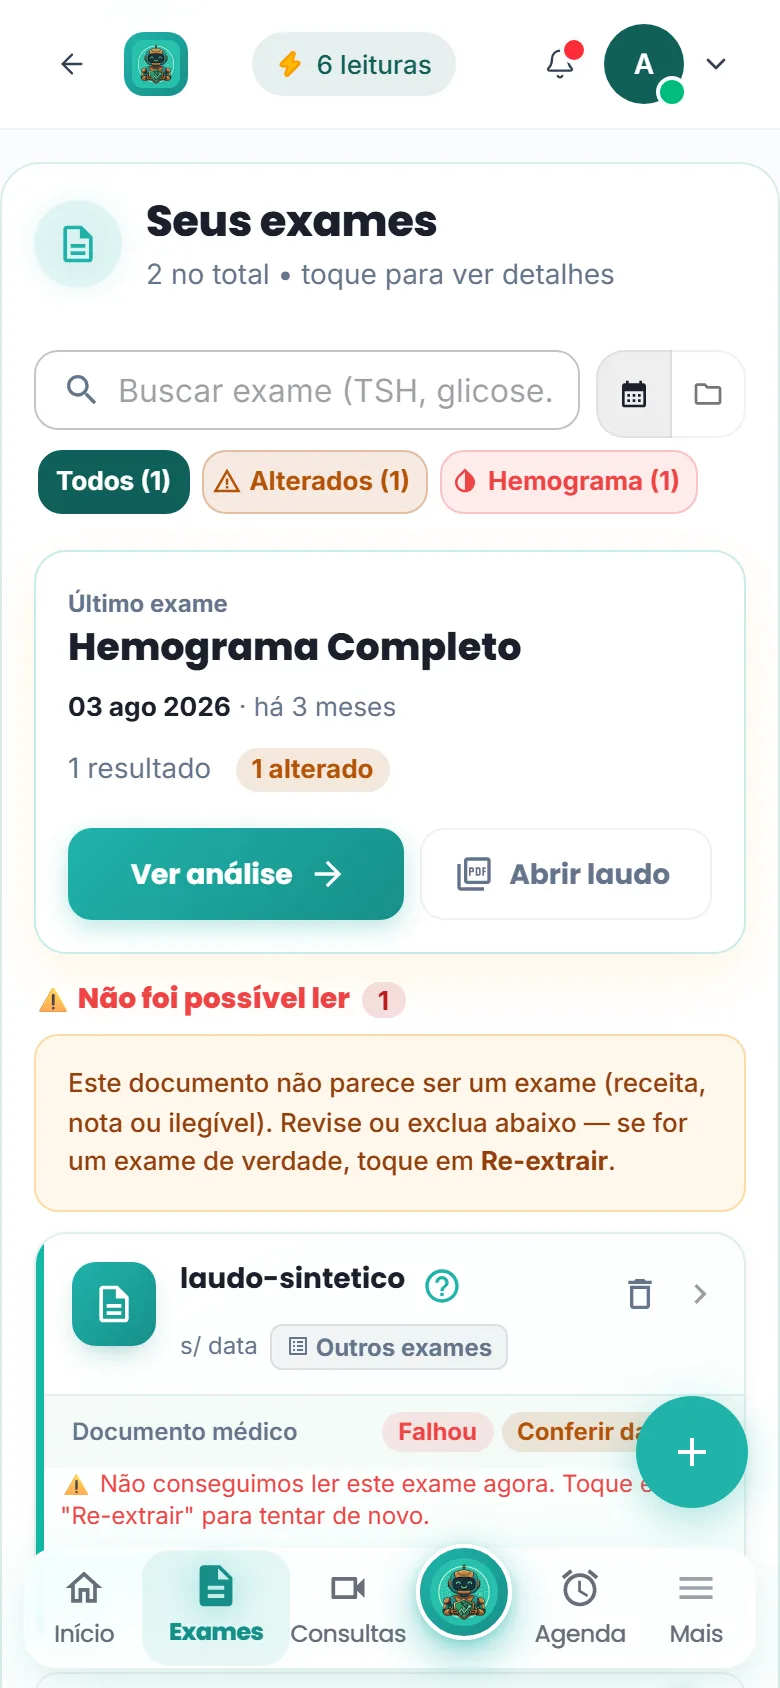 6 leituras
A
Seus exames
2 no total • toque para ver detalhes
Buscar exame (TSH, glicose.
Todos (1)
Alterados (1)
Hemograma (1)
Último exame
Hemograma Completo
03 ago 2026 · há 3 meses
1 resultado
1 alterado
Ver análise
PDF
Abrir laudo
Não foi possível ler 1
Este documento não parece ser um exame (receita,
nota ou ilegível). Revise ou exclua abaixo — se for
um exame de verdade, toque em Re-extrair.
laudo-sintetico
s/ data
Outros exames
Documento médico
Falhou
Conferir
Não conseguimos ler este exame agora. Toque
"Re-extrair" para tentar de novo.
Início
Exames
Consultas
Agenda
Mais